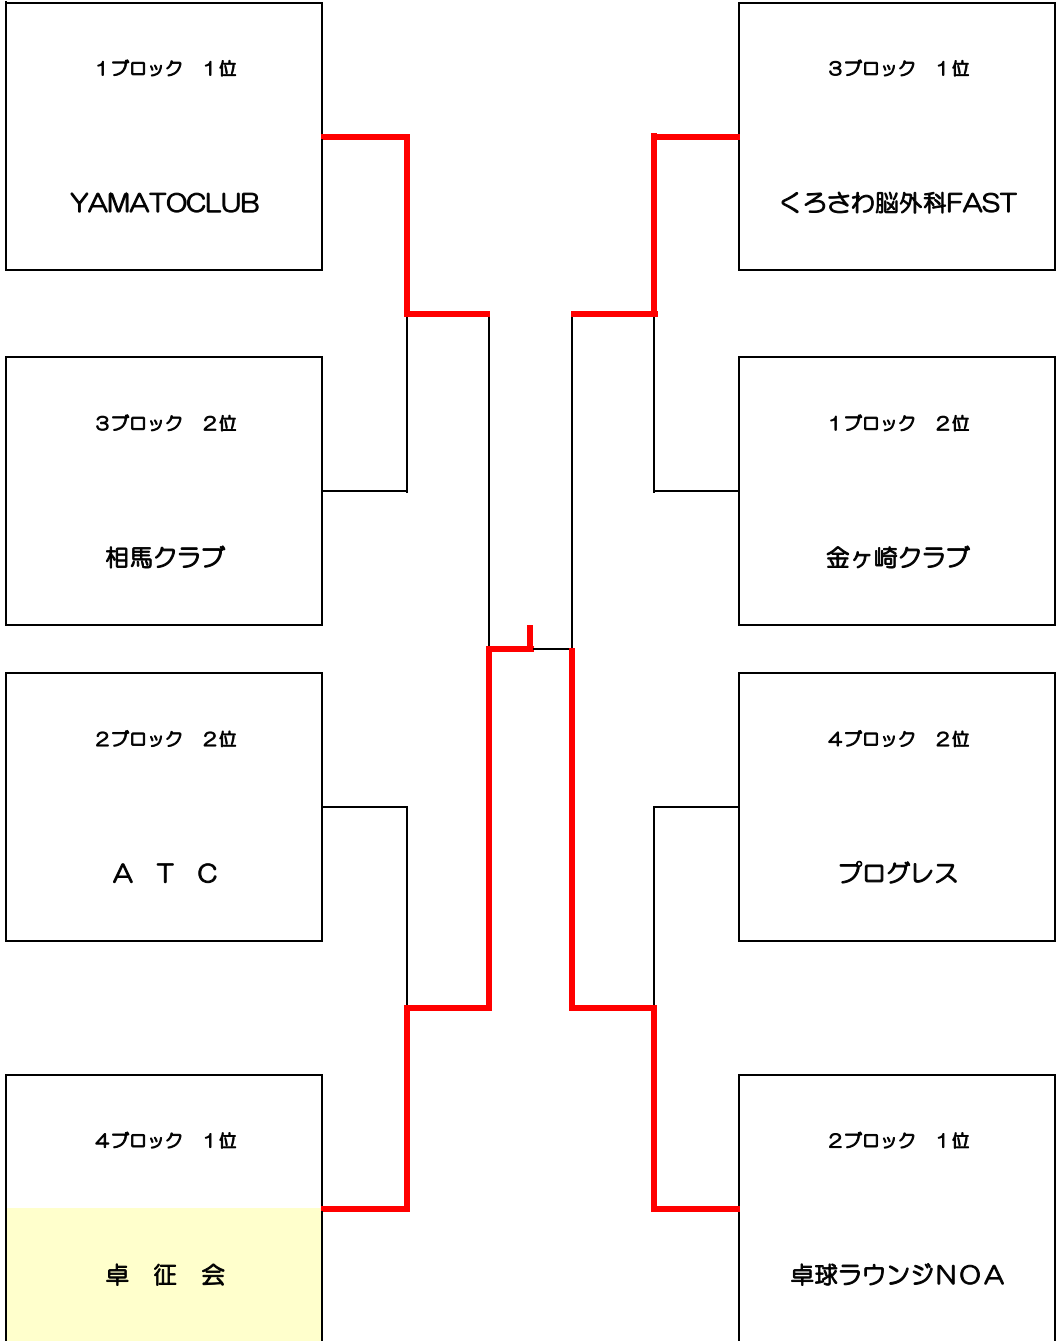 1ブロック　1位
YAMATOCLUB
3ブロック　2位
相馬クラブ
2ブロック　2位
A　T　C
4ブロック　1位
卓　征　会
3ブロック　1位
くろさわ脳外科FAST
1ブロック　2位
金ヶ崎クラブ
4ブロック　2位
プログレス
2ブロック　1位
卓球ラウンジNOA